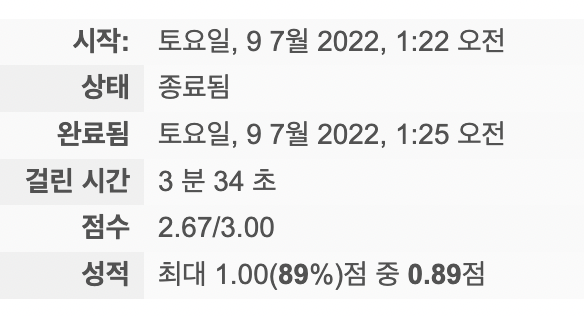 시작: 토요일, 9 7월 2022, 1:22 오전
상태 종료됨
완료됨 토요일, 9 7월 2022, 1:25 오전
걸린 시간 3 분 34 초
점수 2.67/3.00
성적 최대 1.00(89%)점 중 0.89점